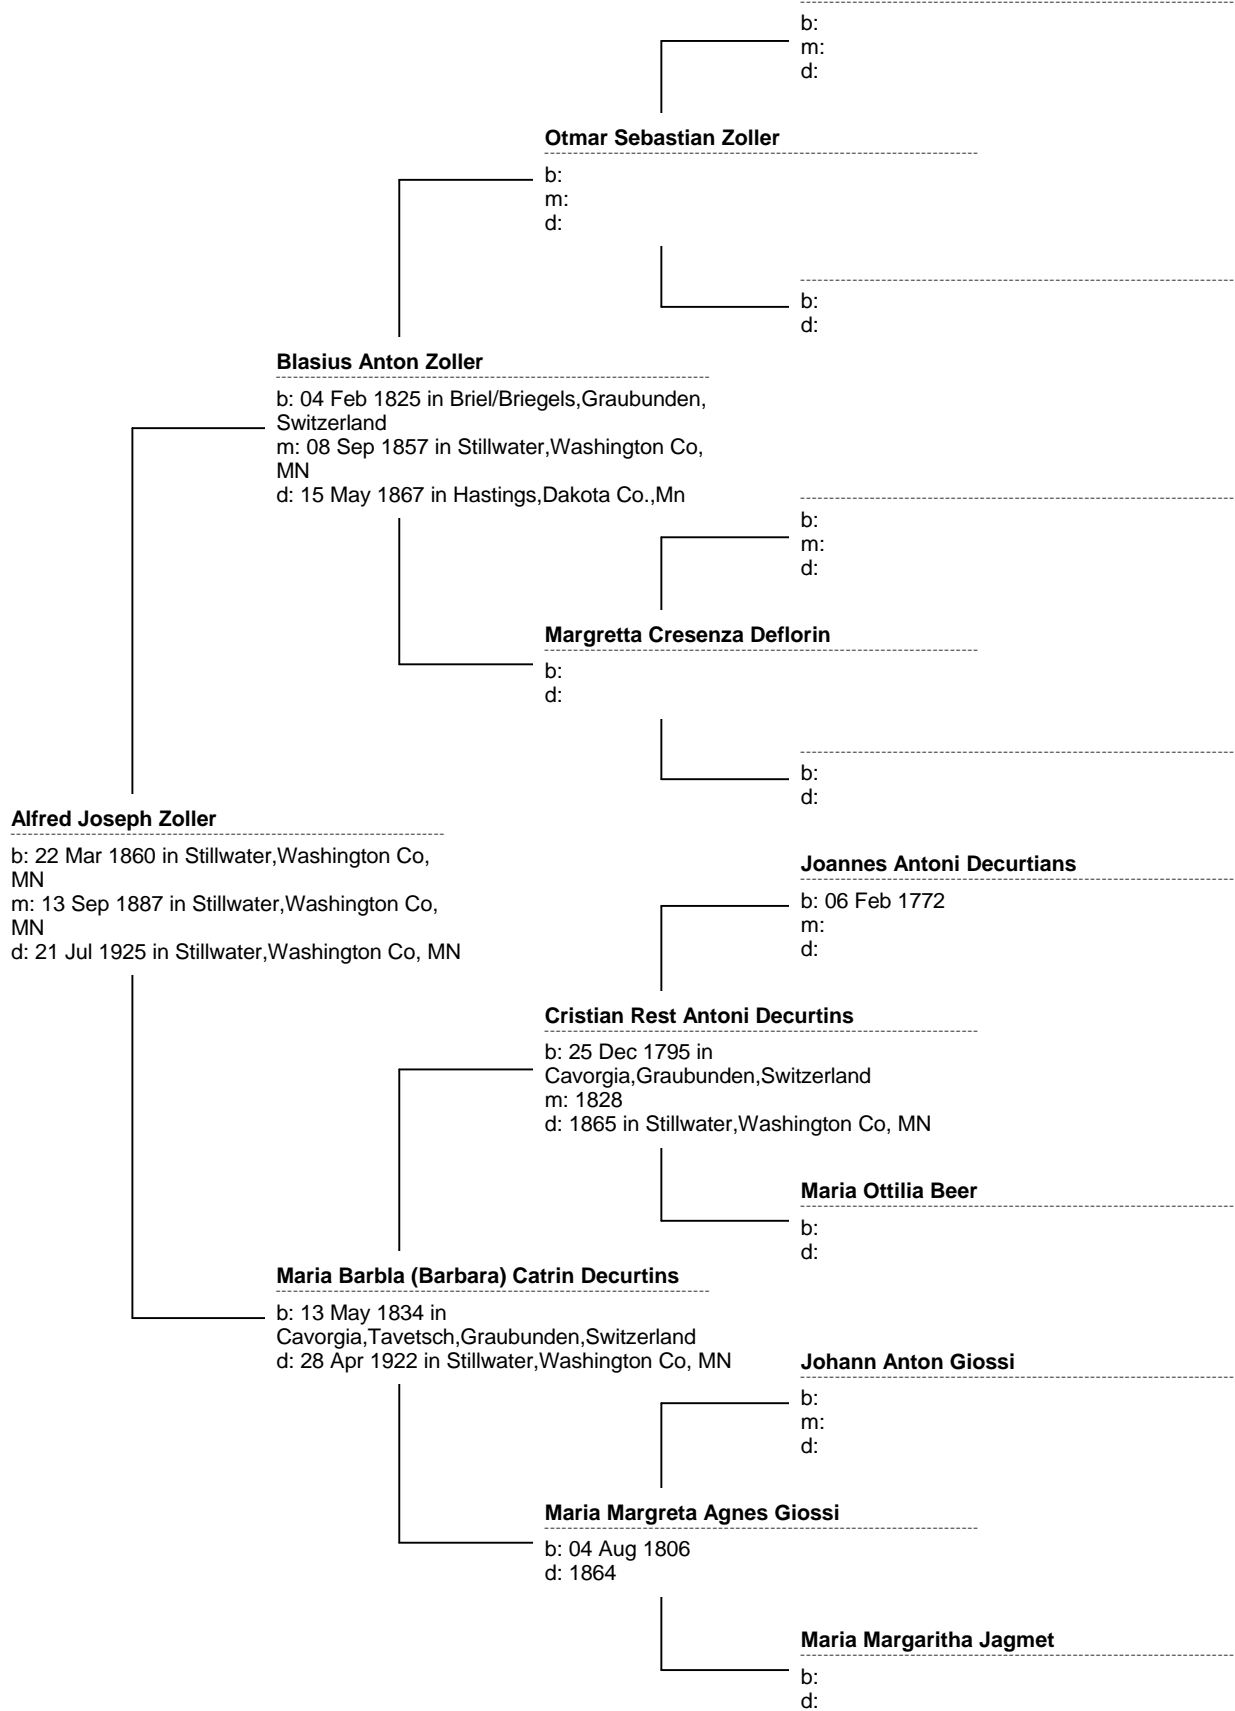 b:
m:
d:
Otmar Sebastian Zoller
b:
m:
d:
b:
d:
Blasius Anton Zoller
b: 04 Feb 1825 in Briel/Briegels,Graubunden,
Switzerland
m: 08 Sep 1857 in Stillwater,Washington Co,
MN
d: 15 May 1867 in Hastings,Dakota Co.,Mn
b:
m:
d:
Margretta Cresenza Deflorin
b:
d:
b:
d:
Alfred Joseph Zoller
b: 22 Mar 1860 in Stillwater,Washington Co,
MN
m: 13 Sep 1887 in Stillwater,Washington Co,
MN
d: 21 Jul 1925 in Stillwater,Washington Co, MN
Joannes Antoni Decurtians
b: 06 Feb 1772
m:
d:
Cristian Rest Antoni Decurtins
b: 25 Dec 1795 in
Cavorgia,Graubunden,Switzerland
m: 1828
d: 1865 in Stillwater,Washington Co, MN
Maria Ottilia Beer
b:
d:
Maria Barbla (Barbara) Catrin Decurtins
b: 13 May 1834 in
Cavorgia,Tavetsch,Graubunden,Switzerland
d: 28 Apr 1922 in Stillwater,Washington Co, MN
Johann Anton Giossi
b:
m:
d:
Maria Margreta Agnes Giossi
b: 04 Aug 1806
d: 1864
Maria Margaritha Jagmet
b:
d: